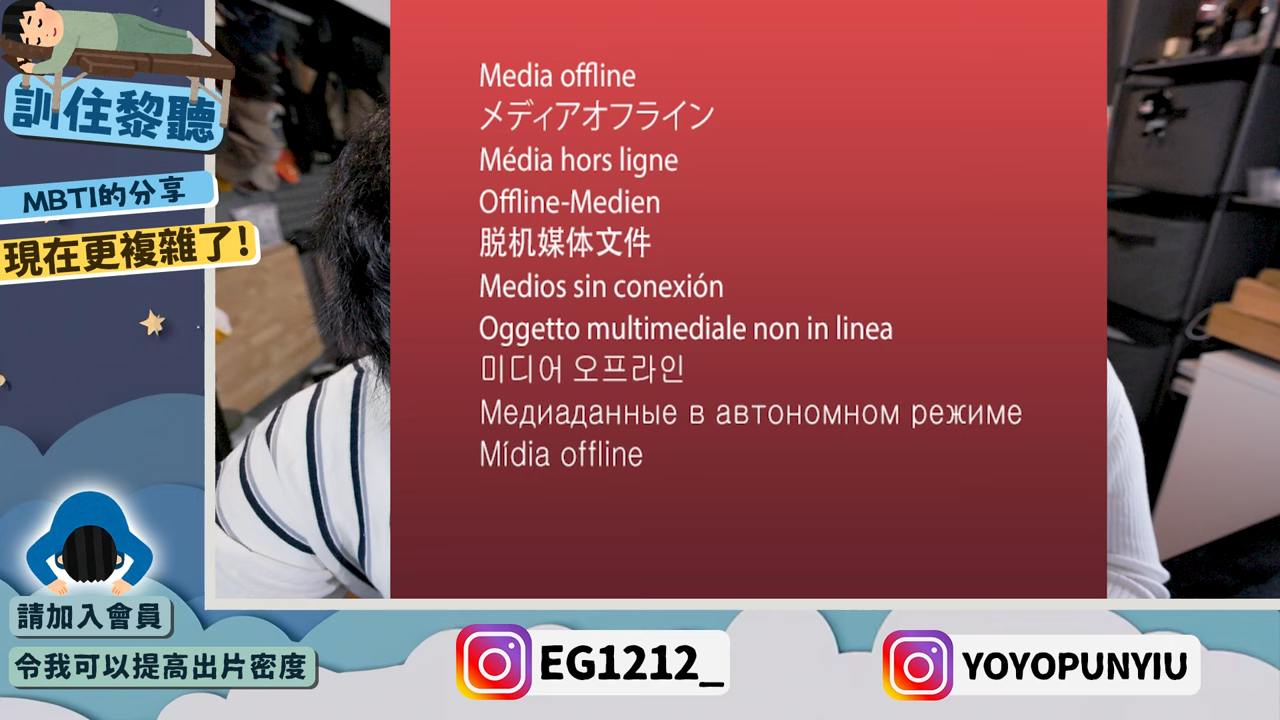 訓住黎聽
MBTI的分享
現在更複雜了!
Media offline
メディアオフライン
Média hors ligne
Offline-Medien
脱机媒体文件
Medios sin conexión
Oggetto multimediale non in linea
미디어 오프라인
Медиаданные в автономном режиме
Mídia offline
請加入會員
令我可以提高出片密度
EG1212_
YOYOPUNYIU